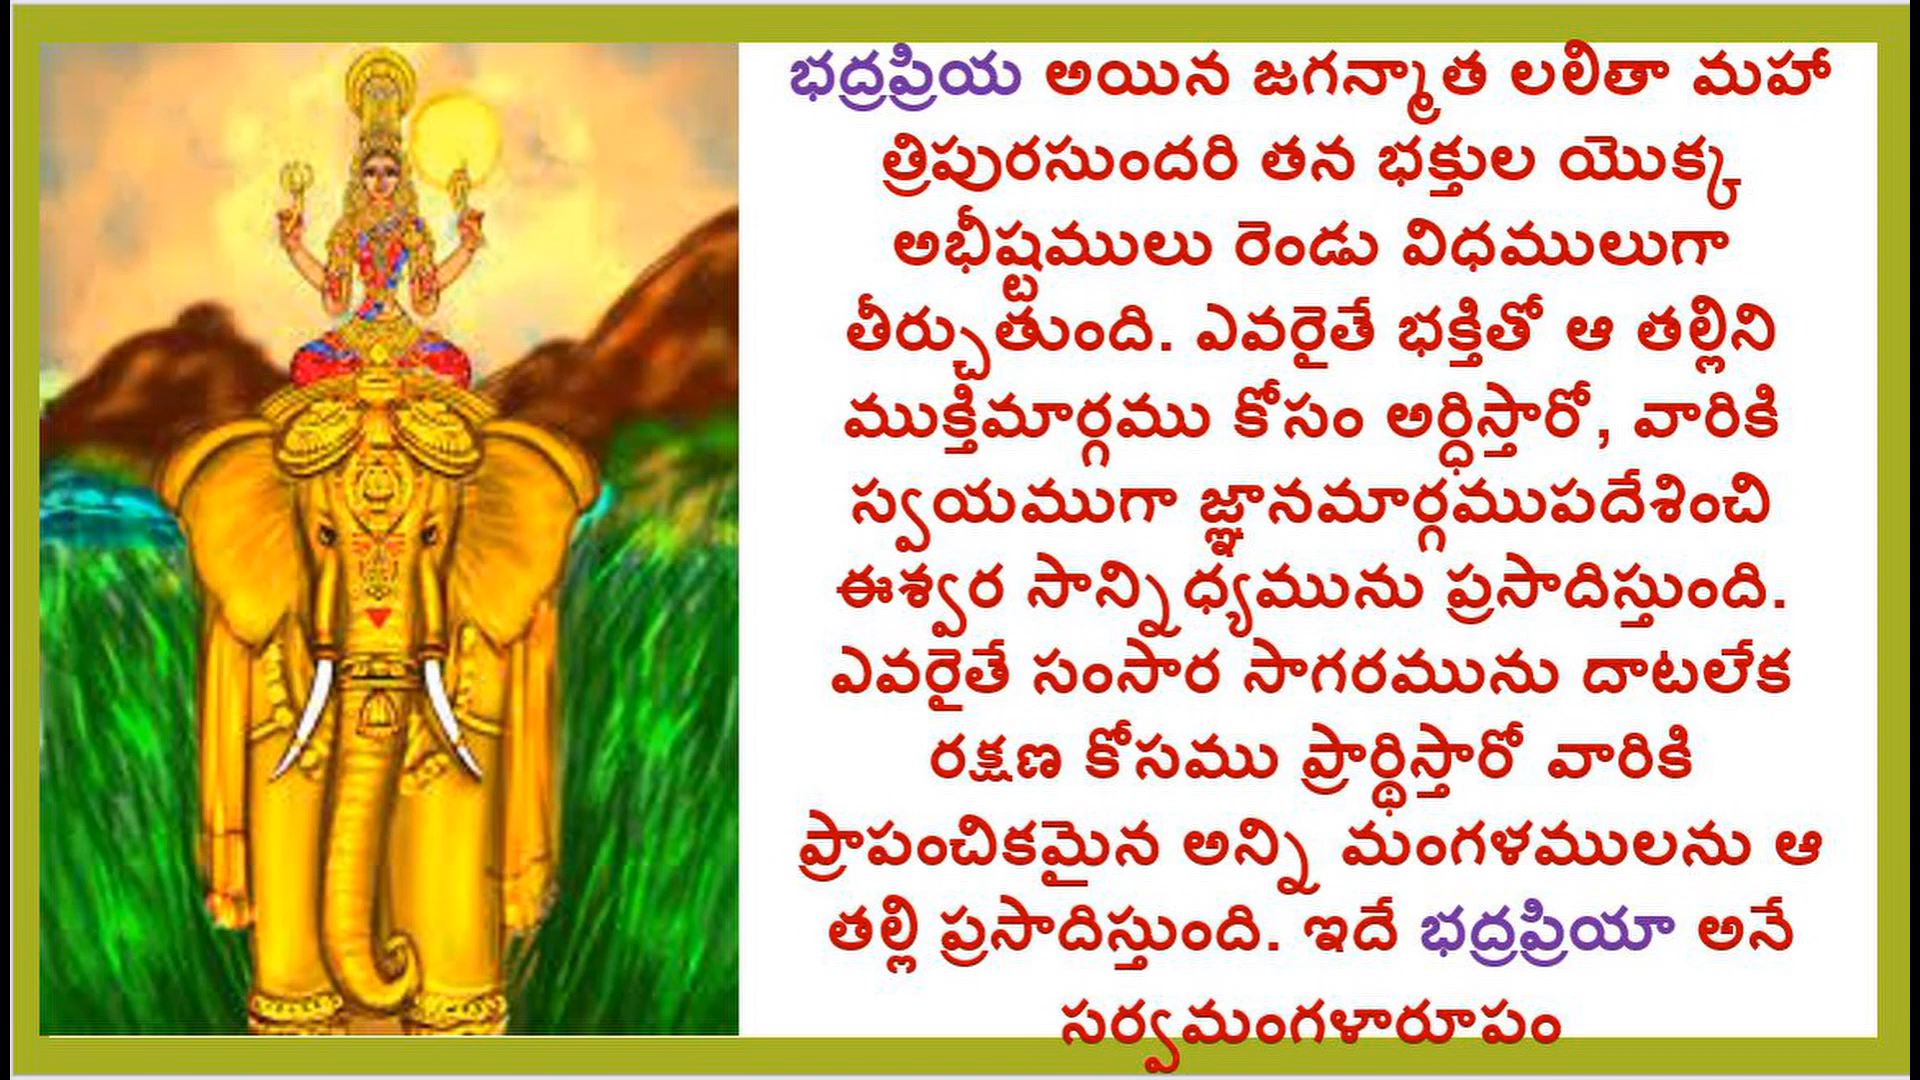 భద్రప్రియ అయిన జగన్మాత లలితా మహా
త్రిపురసుందరి తన భక్తుల యొక్క
అభీష్టములు రెండు విధములుగా
తీర్చుతుంది. ఎవరైతే భక్తితో ఆ తల్లిని
ముక్తిమార్గము కోసం అర్ధిస్తారో, వారికి
స్వయముగా జ్ఞానమార్గముపదేశించి
ఈశ్వర సాన్నిధ్యమును ప్రసాదిస్తుంది.
ఎవరైతే సంసార సాగరమును దాటలేక
రక్షణ కోసము ప్రార్థిస్తారో వారికి
ప్రాపంచికమైన అన్ని మంగళములను ఆ
తల్లి ప్రసాదిస్తుంది. ఇదే భద్రప్రియా అనే
సర్వమంగళారూపం